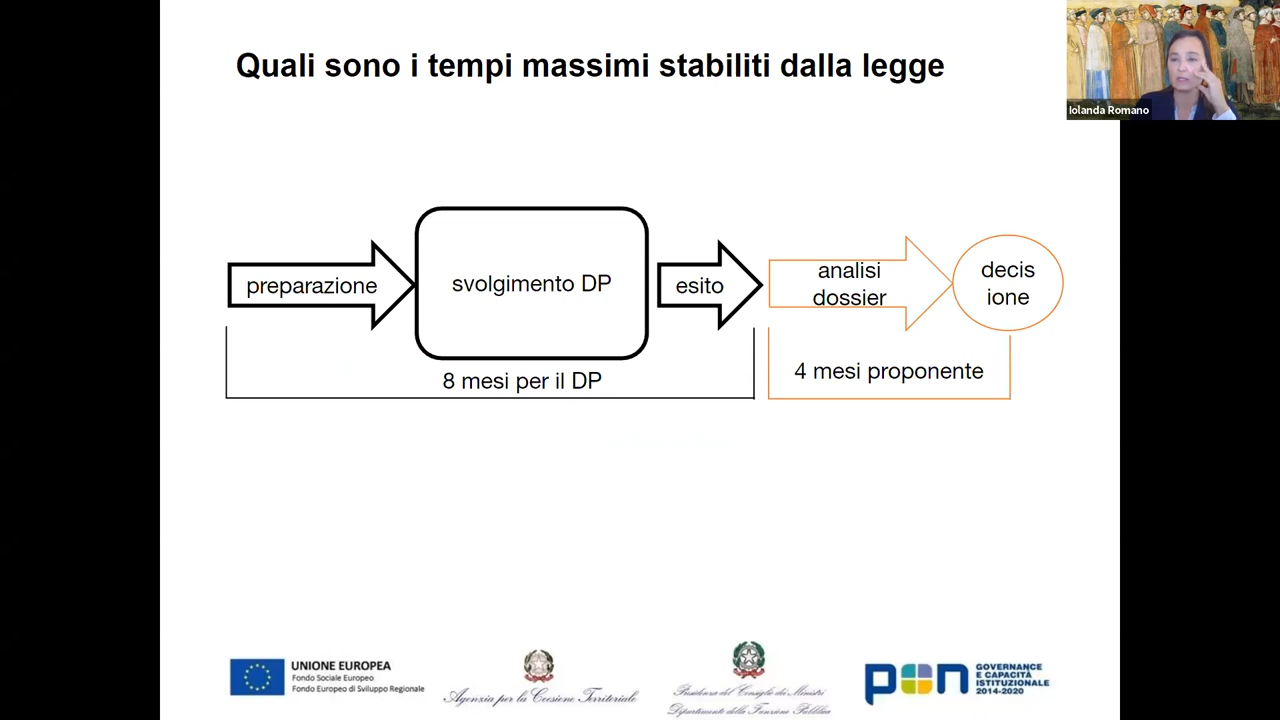 Quali sono i tempi massimi stabiliti dalla legge
Iolanda Romano
preparazione
svolgimento DP
esito
analisi
dossier
decis
ione
8 mesi per il DP
4 mesi proponente
UNIONE EUROPEA
Fondo Sociale Europeo
Fondo Europeo di Sviluppo Regionale
Agenzia per la Coesione Territoriale
Presidenza del Consiglio dei Ministri
Dipartimento della Funzione Pubblica
pon
GOVERNANCE
E CAPACITÀ
ISTITUZIONALE
2014-2020